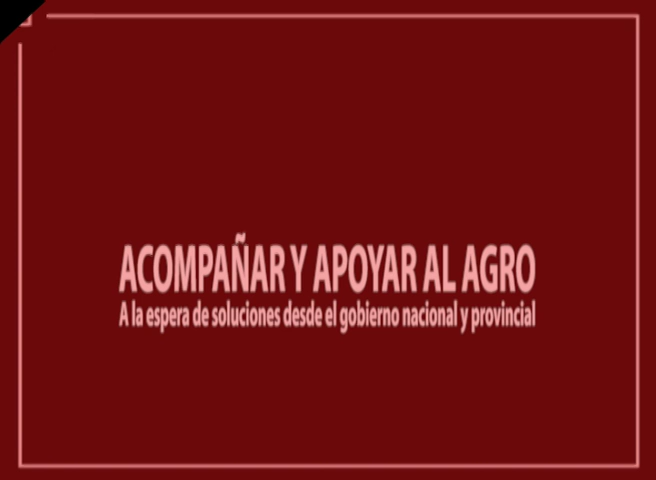 ACOMPAÑAR Y APOYAR AL AGRO
A la espera de soluciones desde el gobierno nacional y provincial